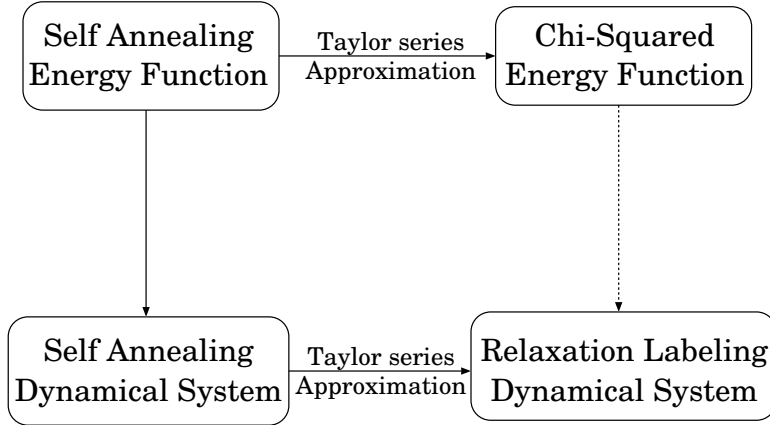 Self Annealing
Energy Function
Taylor series
Approximation
Chi-Squared
Energy Function
Self Annealing
Dynamical System
Taylor series
Approximation
Relaxation Labeling
Dynamical System